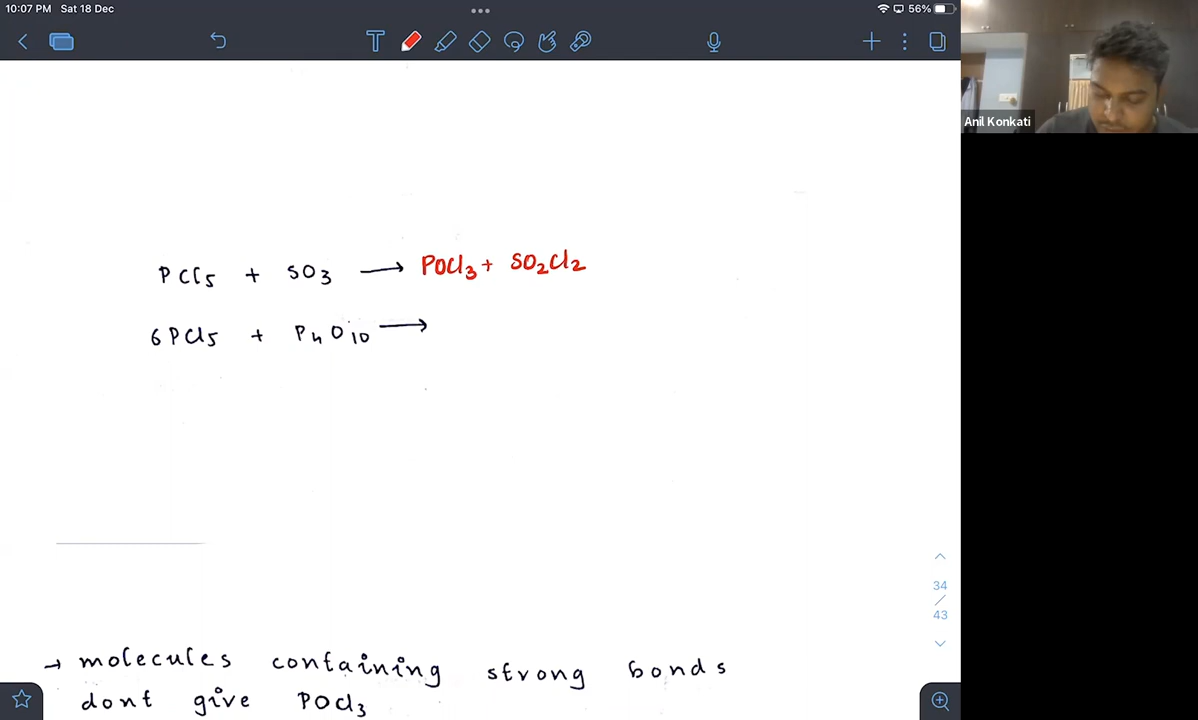 10:07 PM Sat 18 Dec
56%
T
Anil Konkati
PCl5 + SO3 → POCl3 + SO2Cl2
6PCl5 + P4O10 →
34
/
43
→ molecules containing strong bonds
dont give POCl3